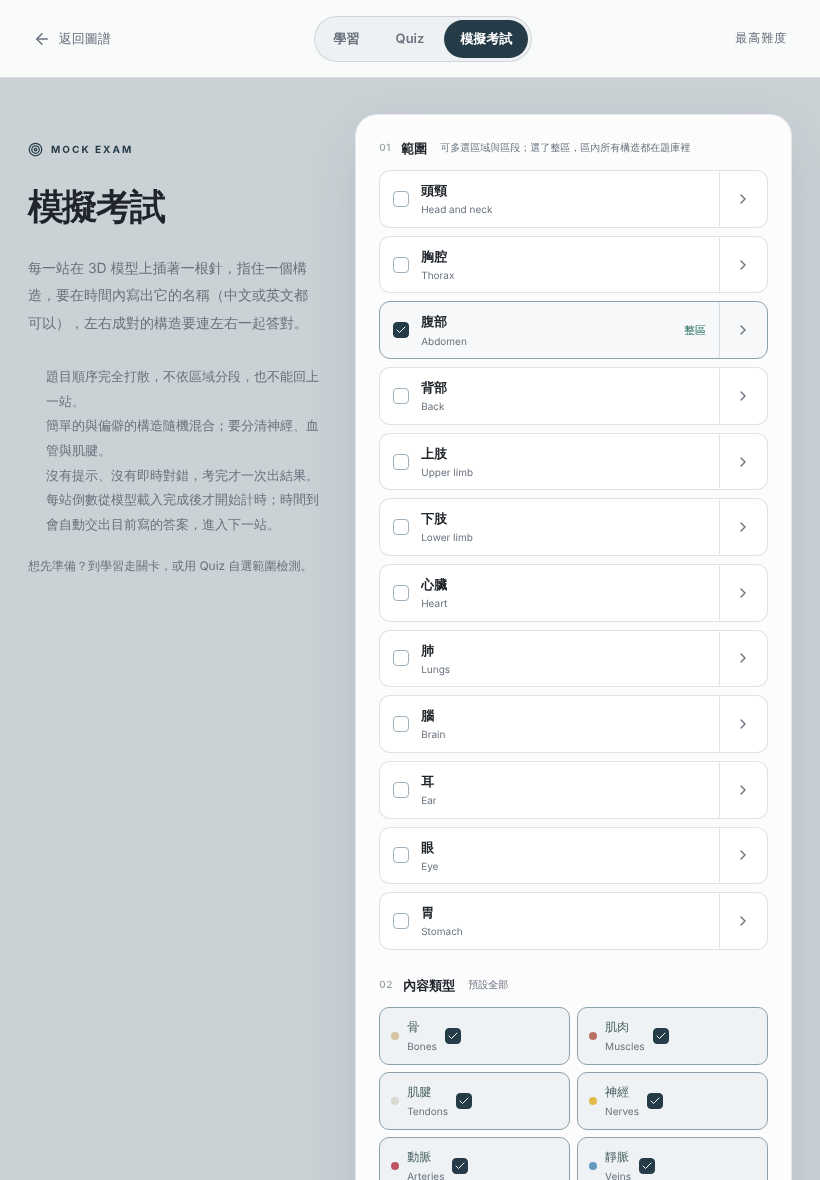 返回圖譜
學習
Quiz
模擬考試
最高難度
MOCK EXAM
模擬考試
每一站在 3D 模型上插著一根針，指住一個構
造，要在時間內寫出它的名稱（中文或英文都
可以），左右成對的構造要連左右一起答對。
題目順序完全打散，不依區域分段，也不能回上
一站。
簡單的與偏僻的構造隨機混合；要分清神經、血
管與肌腱。
沒有提示、沒有即時對錯，考完才一次出結果。
每站倒數從模型載入完成後才開始計時；時間到
會自動交出目前寫的答案，進入下一站。
想先準備？到學習走關卡，或用 Quiz 自選範圍檢測。
01 範圍 可多選區域與區段；選了整區，區內所有構造都在題庫裡
頭頸
Head and neck
胸腔
Thorax
腹部
Abdomen
整區
背部
Back
上肢
Upper limb
下肢
Lower limb
心臟
Heart
肺
Lungs
腦
Brain
耳
Ear
眼
Eye
胃
Stomach
02 內容類型 預設全部
骨
Bones
肌肉
Muscles
肌腱
Tendons
神經
Nerves
動脈
Arteries
靜脈
Veins